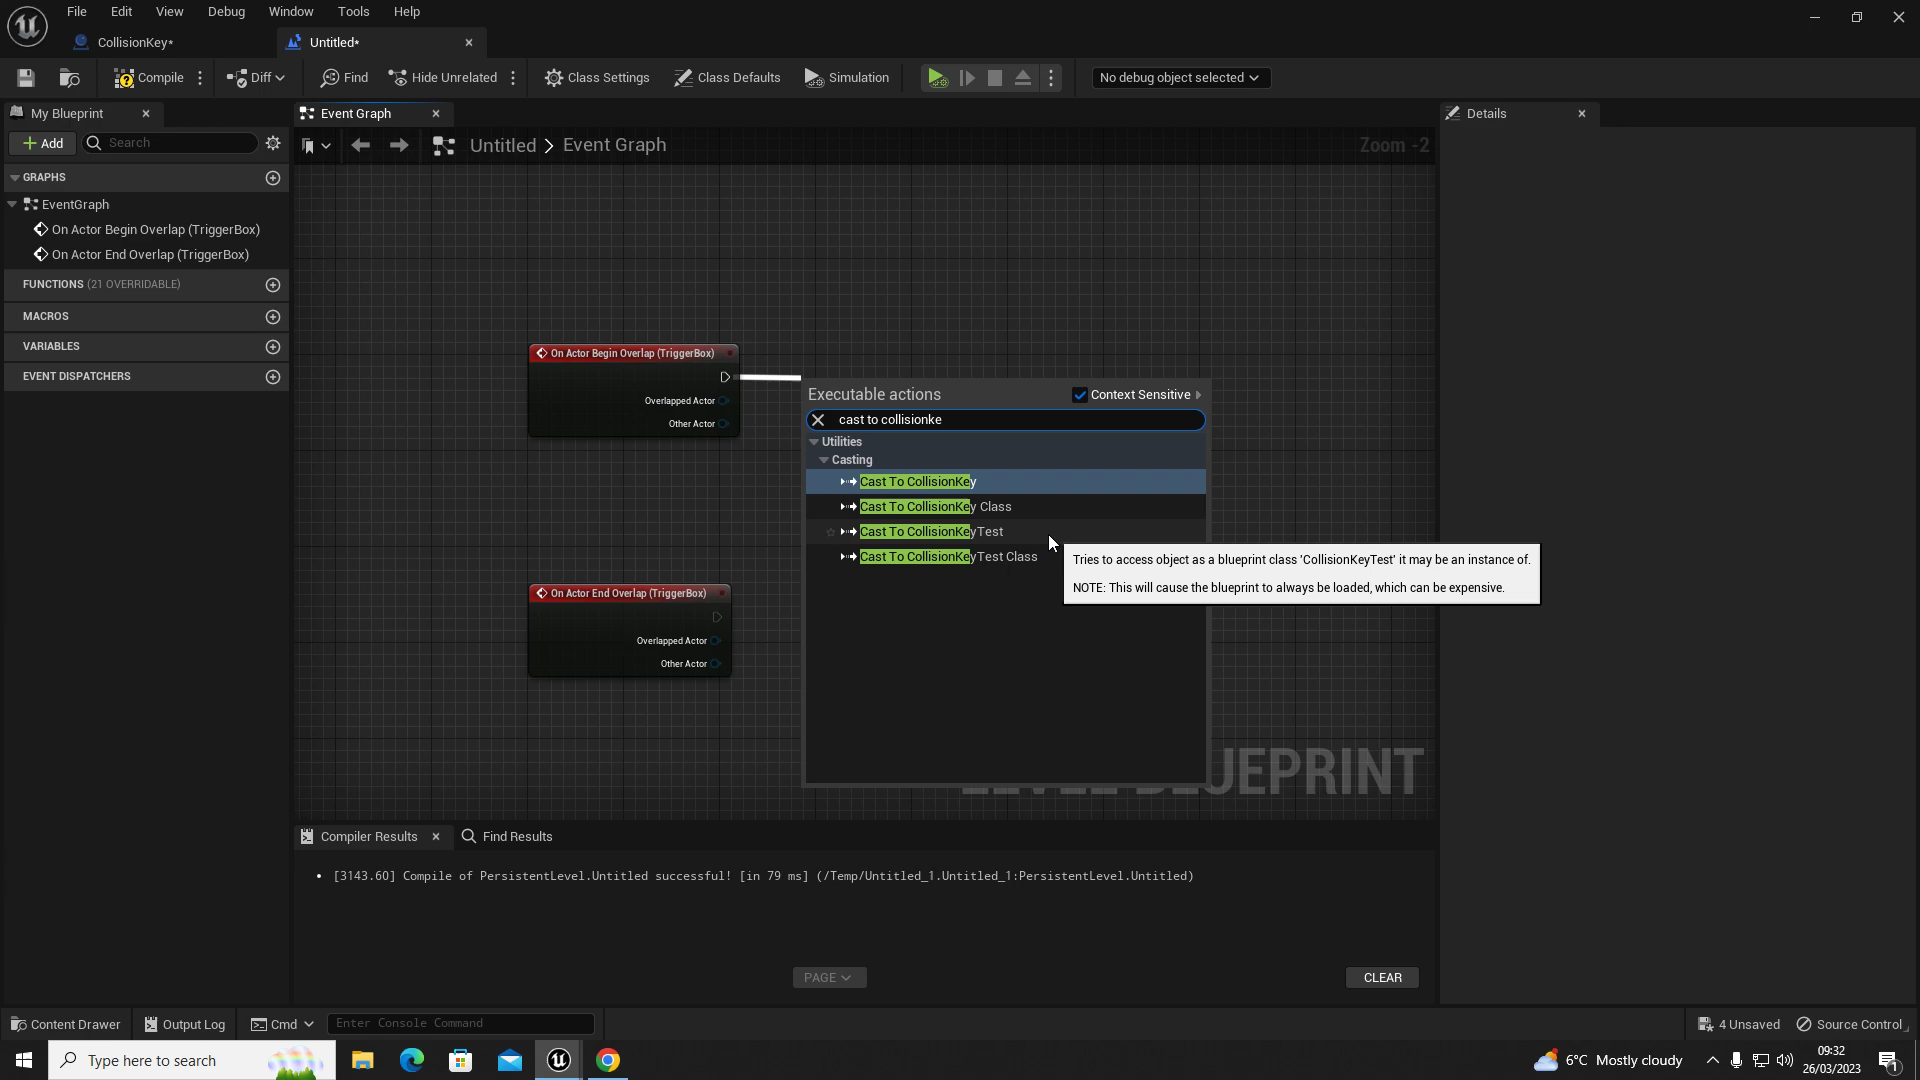 File Edit View Debug Window Tools Help
CollisionKey*
Untitled*
Compile
Diff
Find
Hide Unrelated
Class Settings
Class Defaults
Simulation
No debug object selected
My Blueprint
Event Graph
Details
Add
Search
Untitled > Event Graph
Zoom -2
GRAPHS
EventGraph
On Actor Begin Overlap (TriggerBox)
On Actor End Overlap (TriggerBox)
FUNCTIONS (21 OVERRIDABLE)
MACROS
VARIABLES
EVENT DISPATCHERS
On Actor Begin Overlap (TriggerBox)
Overlapped Actor
Other Actor
On Actor End Overlap (TriggerBox)
Overlapped Actor
Other Actor
Executable actions
Context Sensitive
cast to collisionke
Utilities
Casting
Cast To CollisionKey
Cast To CollisionKey Class
Cast To CollisionKeyTest
Cast To CollisionKeyTest Class
Tries to access object as a blueprint class 'CollisionKeyTest' it may be an instance of.
NOTE: This will cause the blueprint to always be loaded, which can be expensive.
LEVEL BLUEPRINT
Compiler Results
Find Results
• [3143.60] Compile of PersistentLevel.Untitled successful! [in 79 ms] (/Temp/Untitled_1.Untitled_1:PersistentLevel.Untitled)
PAGE
CLEAR
Content Drawer
Output Log
Cmd
Enter Console Command
4 Unsaved
Source Control
Type here to search
6°C Mostly cloudy
09:32
26/03/2023
1